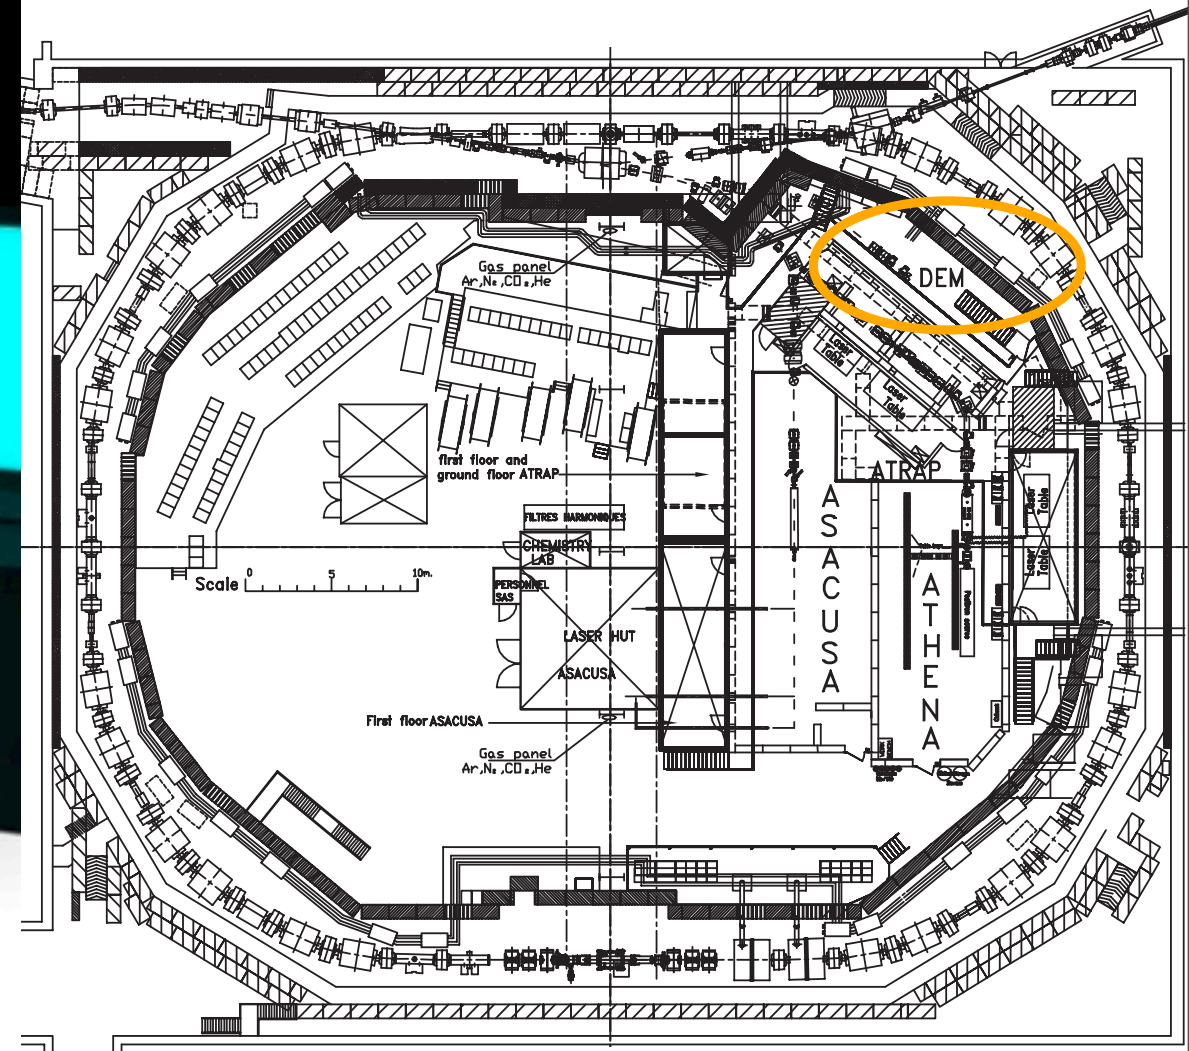 Gas panel
Ar,N₂,CO₂,He
DEM
Laser
Table
Laser
Table
first floor and
ground floor ATRAP
ATRAP
FILTRES HARMONIQUES
CHEMISTRY
LAB
PERSONNEL
SAS
Scale 0 5 10m.
LASER HUT
ASACUSA
First floor ASACUSA
Gas panel
Ar,N₂,CO₂,He
ASACUSA
ATHENA
Laser
Table
Laser
Table
Positron source